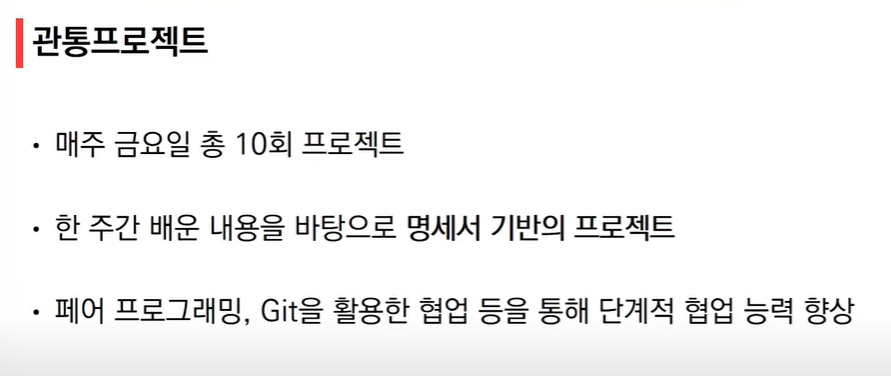 관통프로젝트
• 매주 금요일 총 10회 프로젝트
• 한 주간 배운 내용을 바탕으로 명세서 기반의 프로젝트
• 페어 프로그래밍, Git을 활용한 협업 등을 통해 단계적 협업 능력 향상